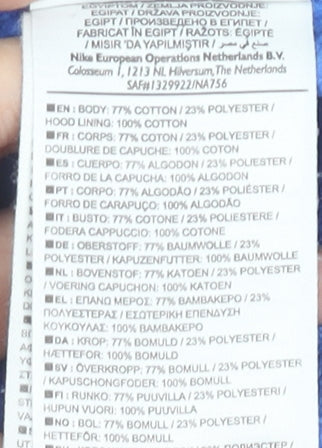 EGIPAT / DRŽAVA PROIZVODNJE:
EGIPT / ПРОИЗВЕДЕНО В ЕГИПЕТ /
FABRICAT ÎN EGIPT / RAŽOTS: EGIPTE
/ MISIR 'DA YAPILMIŞTIR / صنع في مصر
Nike European Operations Netherlands B.V.
Colosseum 1, 1213 NL Hilversum, The Netherlands
SAF#1329922/NA756
EN : BODY: 77% COTTON / 23% POLYESTER /
HOOD LINING: 100% COTTON
FR : CORPS: 77% COTON / 23% POLYESTER /
DOUBLURE DE CAPUCHE: 100% COTON
ES : CUERPO: 77% ALGODON / 23% POLIESTER /
FORRO DE LA CAPUCHA: 100% ALGODON
PT : CORPO: 77% ALGODÃO / 23% POLIÉSTER /
FORRO DE CARAPUÇO: 100% ALGODÃO
IT : BUSTO: 77% COTONE / 23% POLIESTERE /
FODERA CAPPUCCIO: 100% COTONE
DE : OBERSTOFF: 77% BAUMWOLLE / 23%
POLYESTER / KAPUZENFUTTER: 100% BAUMWOLLE
NL : BOVENSTOF: 77% KATOEN / 23% POLYESTER
/ VOERING CAPUCHON: 100% KATOEN
EL : ΕΠΑΝΩ ΜΕΡΟΣ: 77% ΒΑΜΒΑΚΕΡΟ / 23%
ΠΟΛΥΕΣΤΕΡΑΣ / ΕΣΩΤΕΡΙΚΗ ΕΠΕΝΔΥΣΗ
ΚΟΥΚΟΥΛΑΣ: 100% ΒΑΜΒΑΚΕΡΟ
DA : KROP: 77% BOMULD / 23% POLYESTER /
HÆTTEFOR: 100% BOMULD
SV : ÖVERKROPP: 77% BOMULL / 23% POLYESTER
/ KAPUSCHONGFODER: 100% BOMULL
FI : RUNKO: 77% PUUVILLA / 23% POLYESTERI /
HUPUN VUORI: 100% PUUVILLA
NO : BOL: 77% BOMULL / 23% POLYESTER /
HETTEFÔR: 100% BOMULL